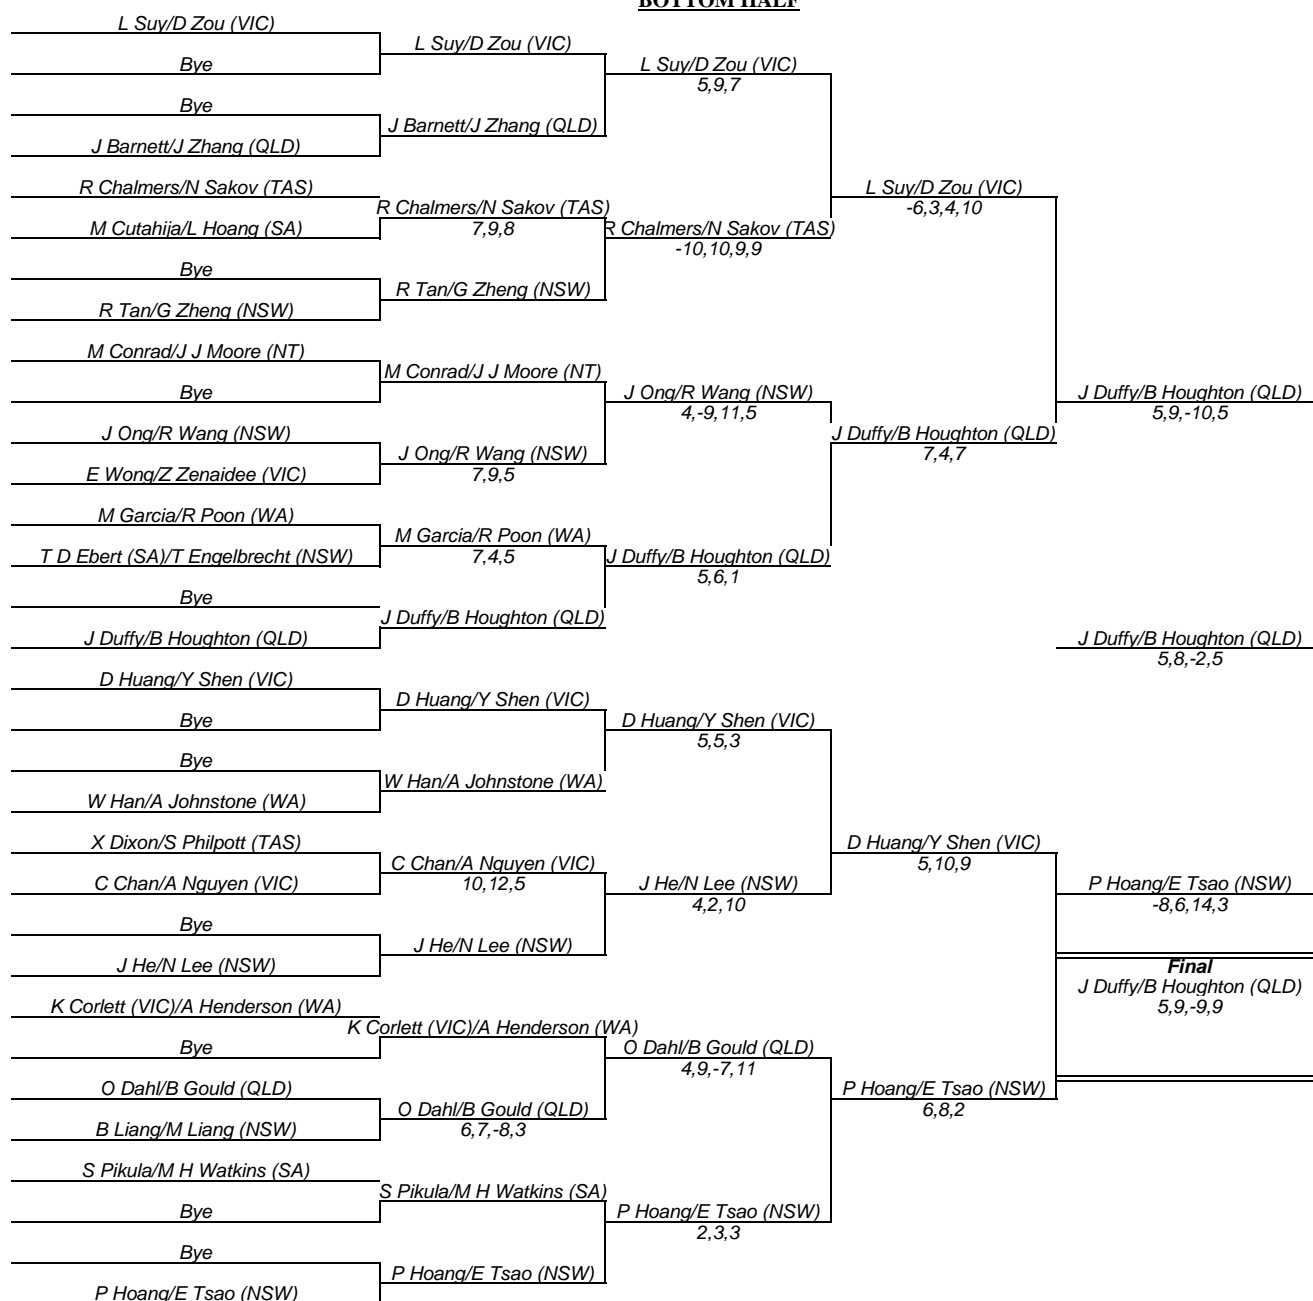 BOTTOM HALF
L Suy/D Zou (VIC)
Bye
Bye
J Barnett/J Zhang (QLD)
R Chalmers/N Sakov (TAS)
M Cutahija/L Hoang (SA)
Bye
R Tan/G Zheng (NSW)
M Conrad/J J Moore (NT)
Bye
J Ong/R Wang (NSW)
E Wong/Z Zenaidee (VIC)
M Garcia/R Poon (WA)
T D Ebert (SA)/T Engelbrecht (NSW)
Bye
J Duffy/B Houghton (QLD)
D Huang/Y Shen (VIC)
Bye
Bye
W Han/A Johnstone (WA)
X Dixon/S Philpott (TAS)
C Chan/A Nguyen (VIC)
Bye
J He/N Lee (NSW)
K Corlett (VIC)/A Henderson (WA)
Bye
O Dahl/B Gould (QLD)
B Liang/M Liang (NSW)
S Pikula/M H Watkins (SA)
Bye
Bye
P Hoang/E Tsao (NSW)
L Suy/D Zou (VIC)
J Barnett/J Zhang (QLD)
R Chalmers/N Sakov (TAS)
7,9,8
R Tan/G Zheng (NSW)
M Conrad/J J Moore (NT)
J Ong/R Wang (NSW)
7,9,5
M Garcia/R Poon (WA)
7,4,5
J Duffy/B Houghton (QLD)
D Huang/Y Shen (VIC)
W Han/A Johnstone (WA)
C Chan/A Nguyen (VIC)
10,12,5
J He/N Lee (NSW)
K Corlett (VIC)/A Henderson (WA)
O Dahl/B Gould (QLD)
6,7,-8,3
S Pikula/M H Watkins (SA)
P Hoang/E Tsao (NSW)
L Suy/D Zou (VIC)
5,9,7
R Chalmers/N Sakov (TAS)
-10,10,9,9
J Ong/R Wang (NSW)
4,-9,11,5
J Duffy/B Houghton (QLD)
5,6,1
D Huang/Y Shen (VIC)
5,5,3
J He/N Lee (NSW)
4,2,10
O Dahl/B Gould (QLD)
4,9,-7,11
P Hoang/E Tsao (NSW)
2,3,3
L Suy/D Zou (VIC)
-6,3,4,10
J Duffy/B Houghton (QLD)
7,4,7
D Huang/Y Shen (VIC)
5,10,9
P Hoang/E Tsao (NSW)
6,8,2
J Duffy/B Houghton (QLD)
5,9,-10,5
J Duffy/B Houghton (QLD)
5,8,-2,5
P Hoang/E Tsao (NSW)
-8,6,14,3
Final
J Duffy/B Houghton (QLD)
5,9,-9,9